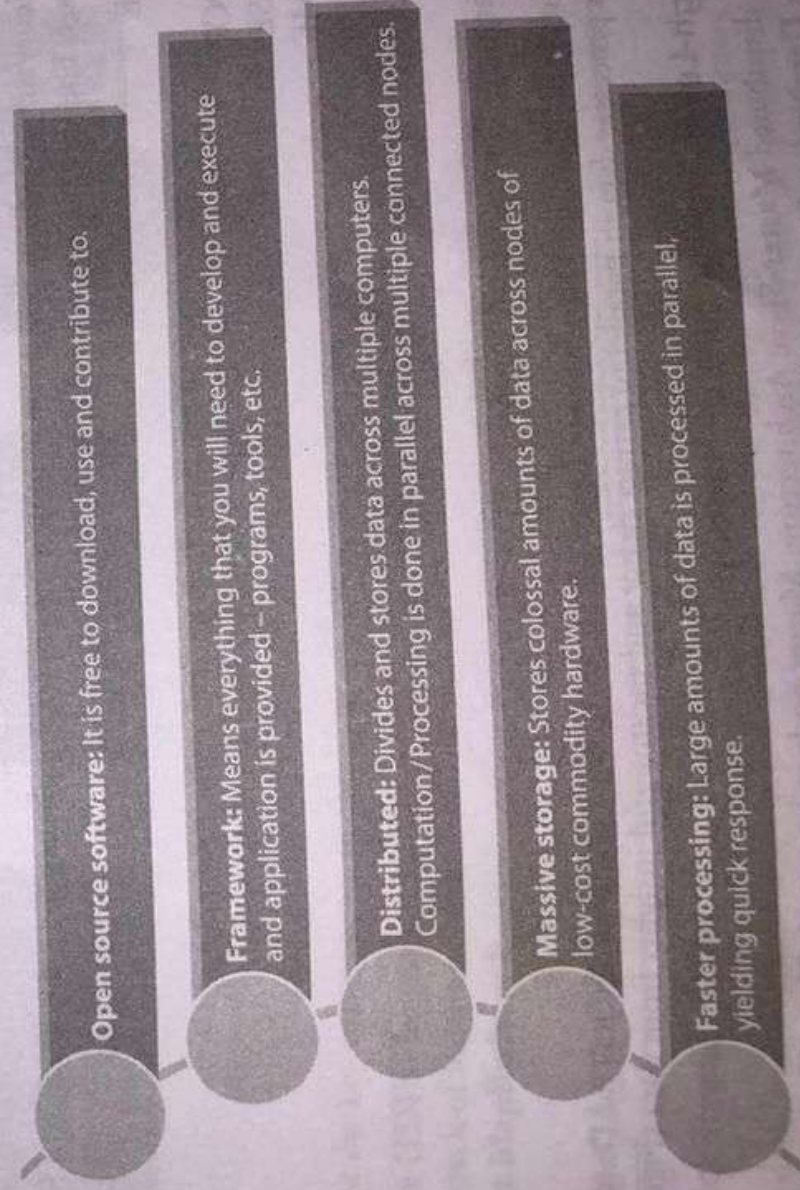 Open source software: It is free to download, use and contribute to.
Framework: Means everything that you will need to develop and execute
and application is provided – programs, tools, etc.
Distributed: Divides and stores data across multiple computers.
Computation/Processing is done in parallel across multiple connected nodes.
Massive storage: Stores colossal amounts of data across nodes of
low-cost commodity hardware.
Faster processing: Large amounts of data is processed in parallel,
yielding quick response.